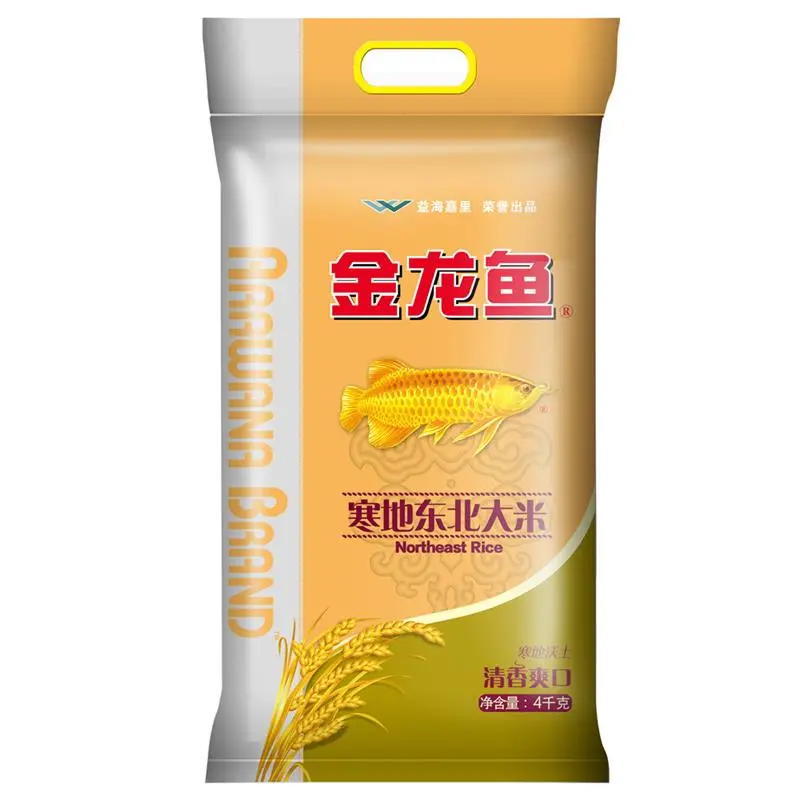 益海嘉里 荣誉出品
金龙鱼®
®
寒地东北大米
Northeast Rice
ARAWANA BRAND
寒地沃土
清香爽口
净含量：4千克